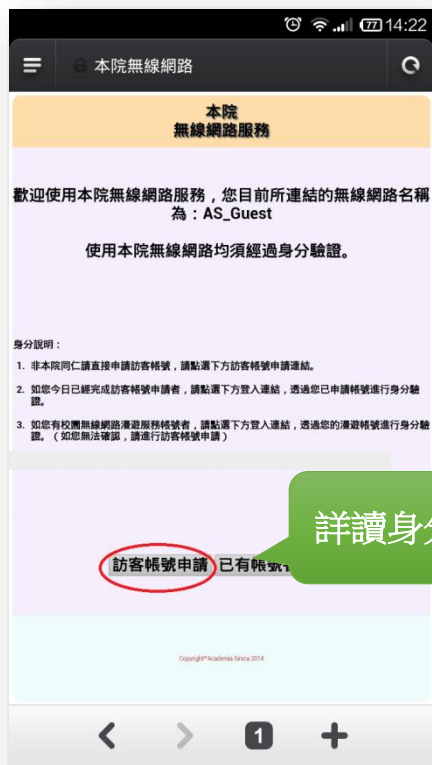 77 14:22
本院無線網路
本院
無線網路服務
歡迎使用本院無線網路服務，您目前所連結的無線網路名稱
為：AS_Guest
使用本院無線網路均須經過身分驗證。
身分說明：
1. 非本院同仁請直接申請訪客帳號，請點選下方訪客帳號申請連結。
2. 如您今日已經完成訪客帳號申請者，請點選下方登入連結，透過您已申請帳號進行身分驗
證。
3. 如您有校園無線網路漫遊服務帳號者，請點選下方登入連結，透過您的漫遊帳號進行身分驗
證。（如您無法確認，請進行訪客帳號申請）
詳讀身分
訪客帳號申請 已有帳號
Copyright® Academia Sinica 2014
1